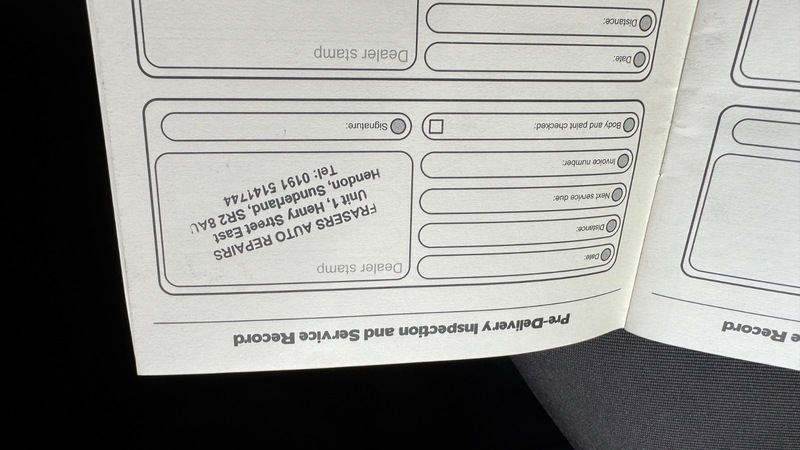 Pre-Delivery Inspection and Service Record
Date:
Distance:
Next service due:
Invoice number:
Body and paint checked:
Dealer stamp
FRASERS AUTO REPAIRS
Unit 1, Henry Street East
Hendon, Sunderland, SR2 8AU
Tel: 0191 5141744
Signature:
Date:
Distance:
Dealer stamp
e Record